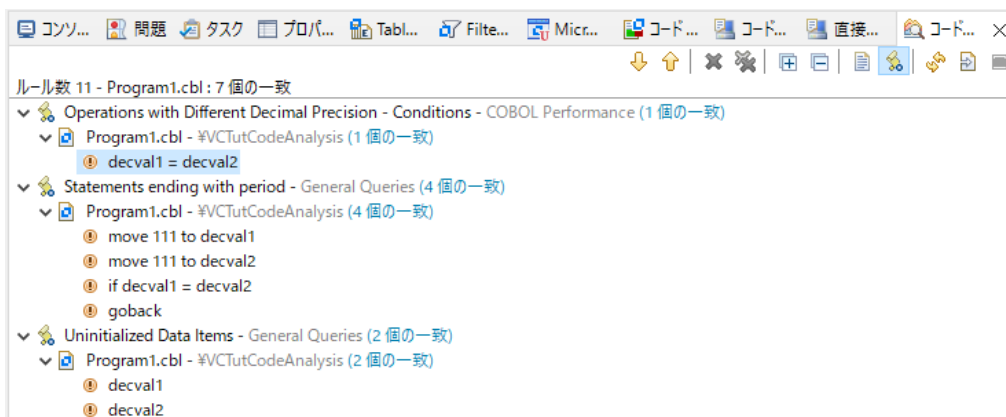 コンソ... 問題 タスク プロパ... Tabl... Filte... Micr... コード... コード... 直接... コード...
ルール数 11 - Program1.cbl : 7 個の一致
Operations with Different Decimal Precision - Conditions - COBOL Performance (1 個の一致)
Program1.cbl - ¥VCTutCodeAnalysis (1 個の一致)
decval1 = decval2
Statements ending with period - General Queries (4 個の一致)
Program1.cbl - ¥VCTutCodeAnalysis (4 個の一致)
move 111 to decval1
move 111 to decval2
if decval1 = decval2
goback
Uninitialized Data Items - General Queries (2 個の一致)
Program1.cbl - ¥VCTutCodeAnalysis (2 個の一致)
decval1
decval2